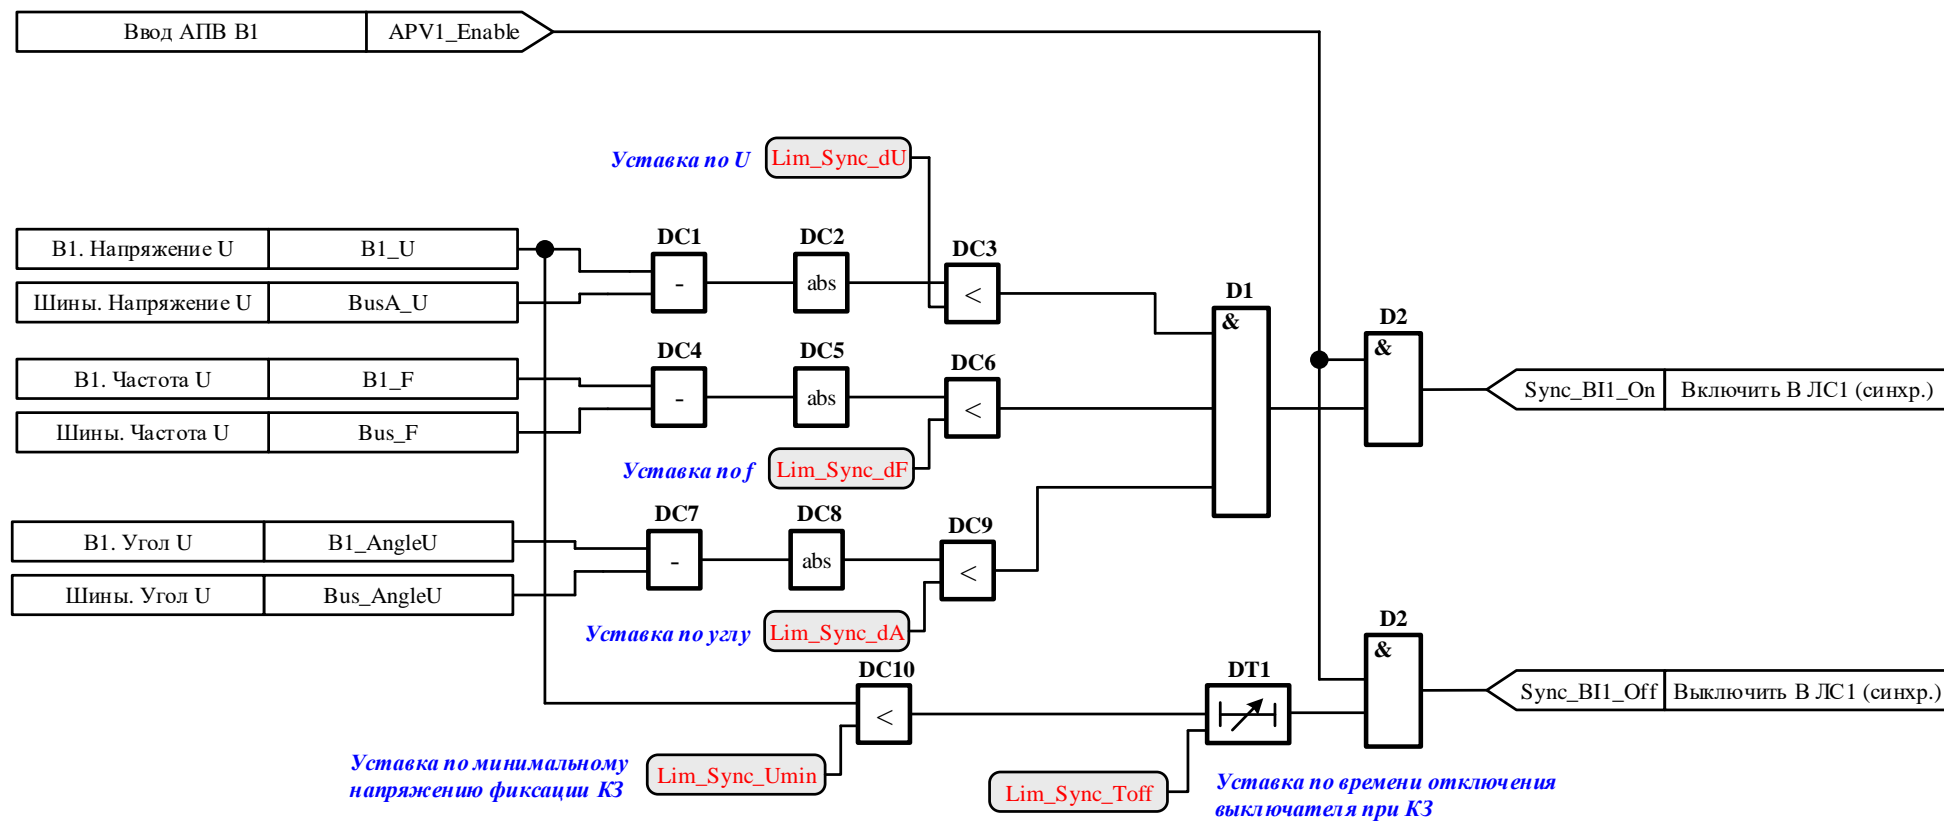 Ввод АПВ В1 APV1_Enable
Уставка по U Lim_Sync_dU
В1. Напряжение U B1_U
Шины. Напряжение U BusA_U
DC1 DC2 DC3
- abs <
В1. Частота U B1_F
Шины. Частота U Bus_F
DC4 DC5 DC6
- abs <
Уставка по f Lim_Sync_dF
D1
&
D2
&
Sync_BI1_On Включить В ЛС1 (синхр.)
В1. Угол U B1_AngleU
Шины. Угол U Bus_AngleU
DC7 DC8 DC9
- abs <
Уставка по углу Lim_Sync_dA
DC10
<
DT1
D2
&
Sync_BI1_Off Выключить В ЛС1 (синхр.)
Уставка по минимальному
напряжению фиксации КЗ
Lim_Sync_Umin
Lim_Sync_Toff
Уставка по времени отключения
выключателя при КЗ